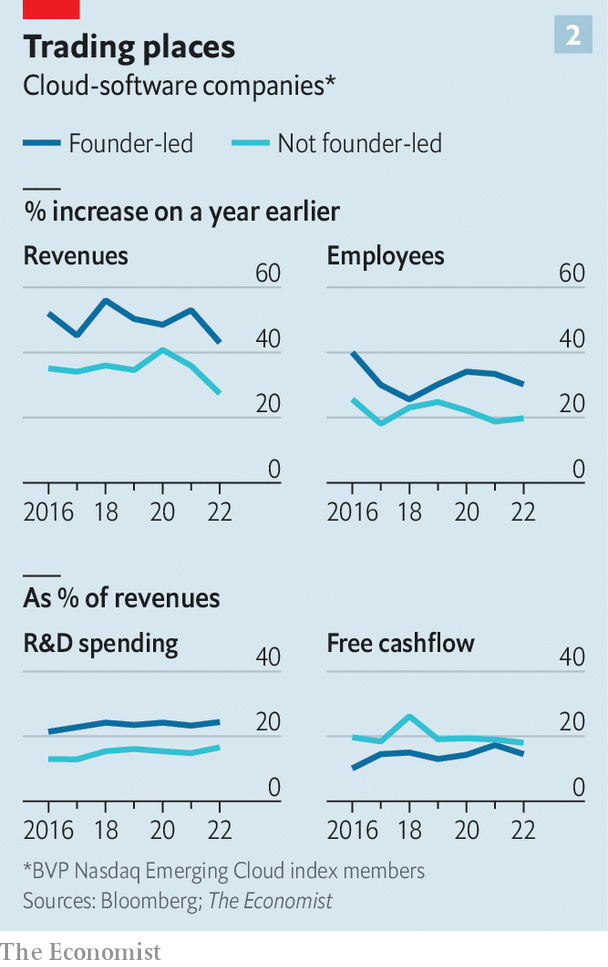 2
Trading places
Cloud-software companies*
Founder-led Not founder-led
% increase on a year earlier
Revenues
60
40
20
0
2016 18 20 22
Employees
60
40
20
0
2016 18 20 22
As % of revenues
R&D spending
40
20
0
2016 18 20 22
Free cashflow
40
20
0
2016 18 20 22
*BVP Nasdaq Emerging Cloud index members
Sources: Bloomberg; The Economist
The Economist